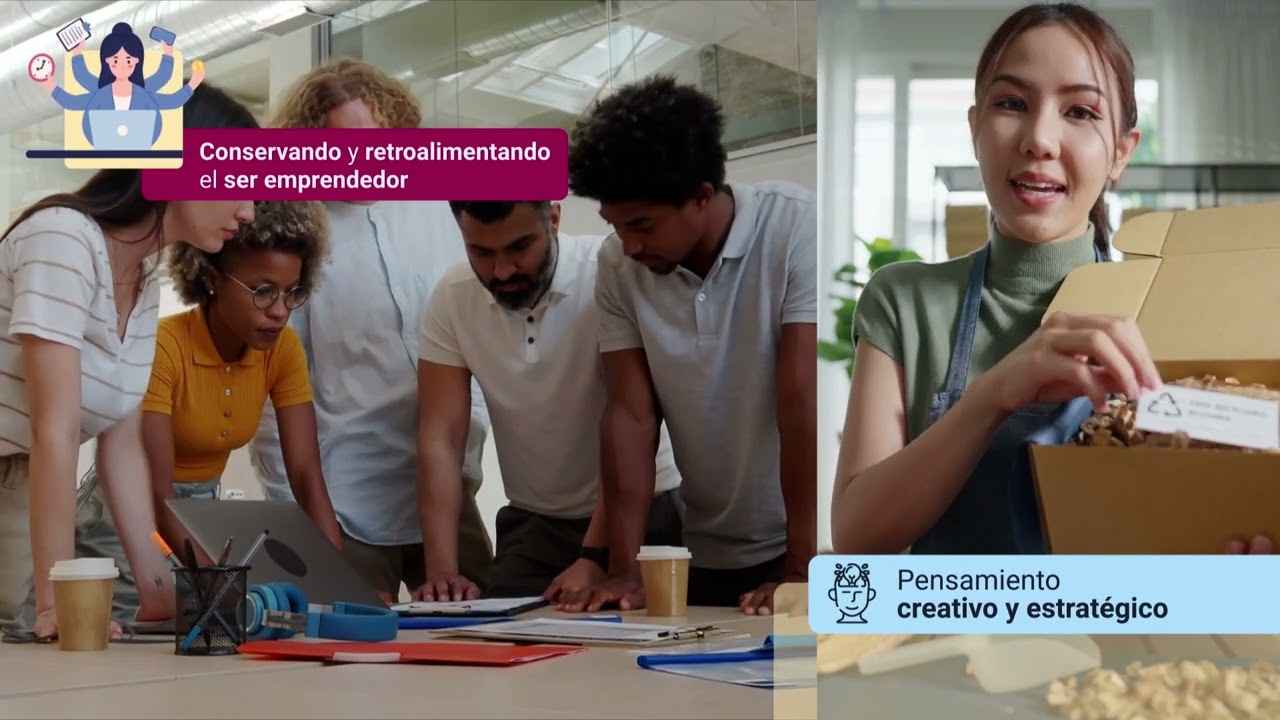 Conservando y retroalimentando
el ser emprendedor
Pensamiento
creativo y estratégico